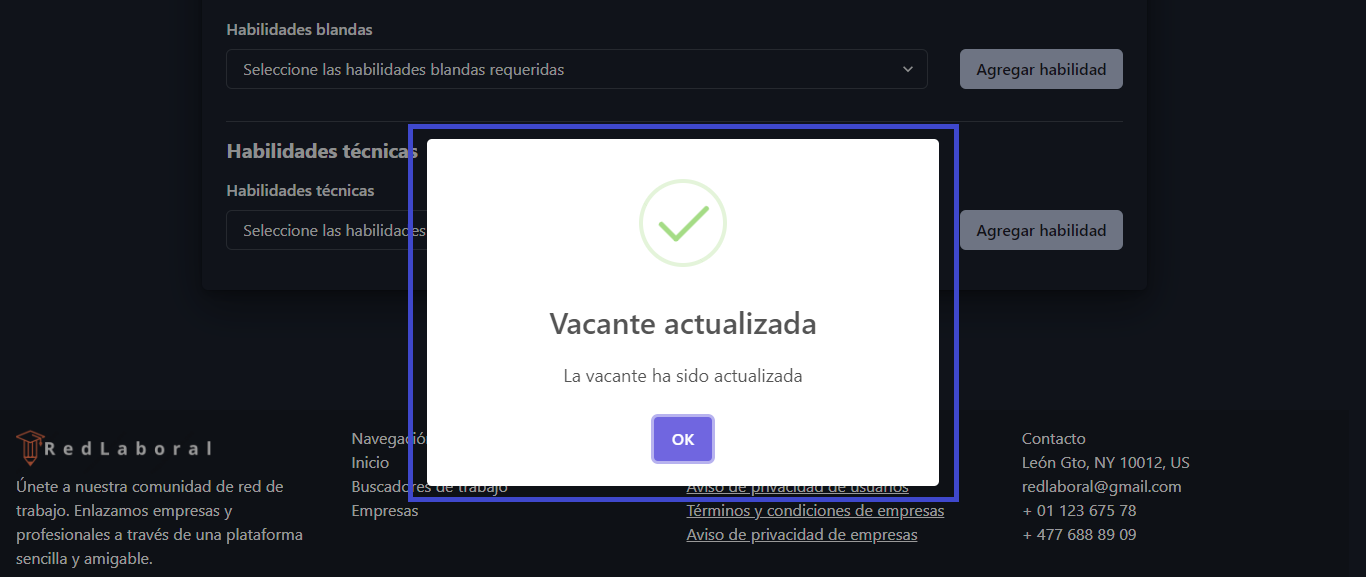 Habilidades blandas
Seleccione las habilidades blandas requeridas
Agregar habilidad
Habilidades técnicas
Habilidades técnicas
Seleccione las habilidades
Agregar habilidad
Vacante actualizada
La vacante ha sido actualizada
OK
RedLaboral
Únete a nuestra comunidad de red de
trabajo. Enlazamos empresas y
profesionales a través de una plataforma
sencilla y amigable.
Navegación
Inicio
Buscadores de trabajo
Empresas
Aviso de privacidad de usuarios
Términos y condiciones de empresas
Aviso de privacidad de empresas
Contacto
León Gto, NY 10012, US
redlaboral@gmail.com
+ 01 123 675 78
+ 477 688 89 09